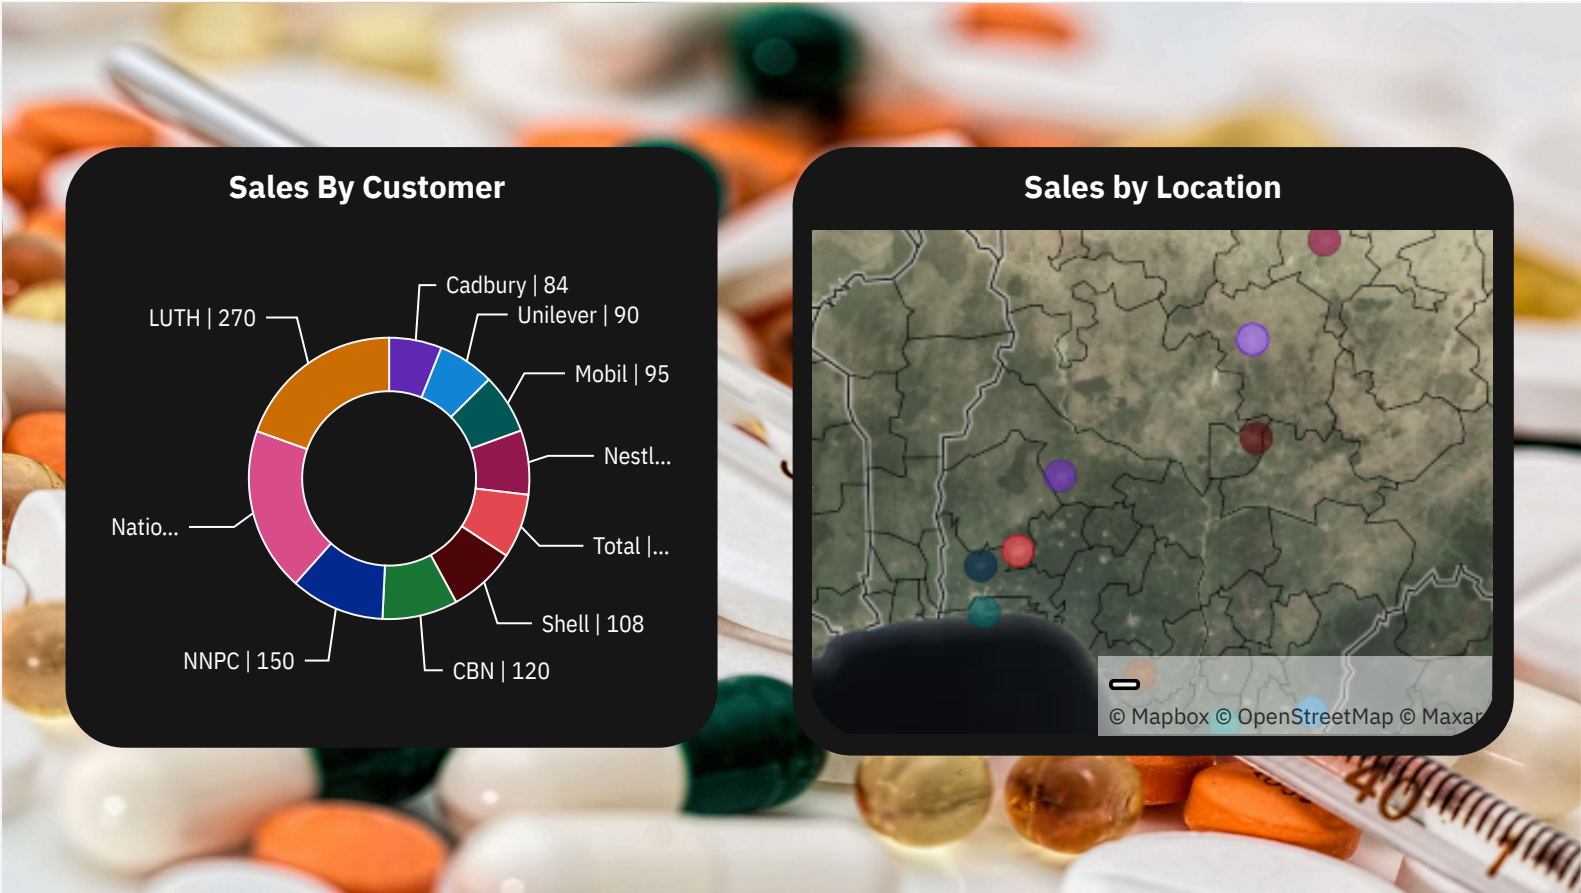 Sales By Customer
Cadbury | 84
Unilever | 90
LUTH | 270
Mobil | 95
Nestl...
Natio...
Total |...
Shell | 108
NNPC | 150
CBN | 120
Sales by Location
© Mapbox © OpenStreetMap © Maxar
40